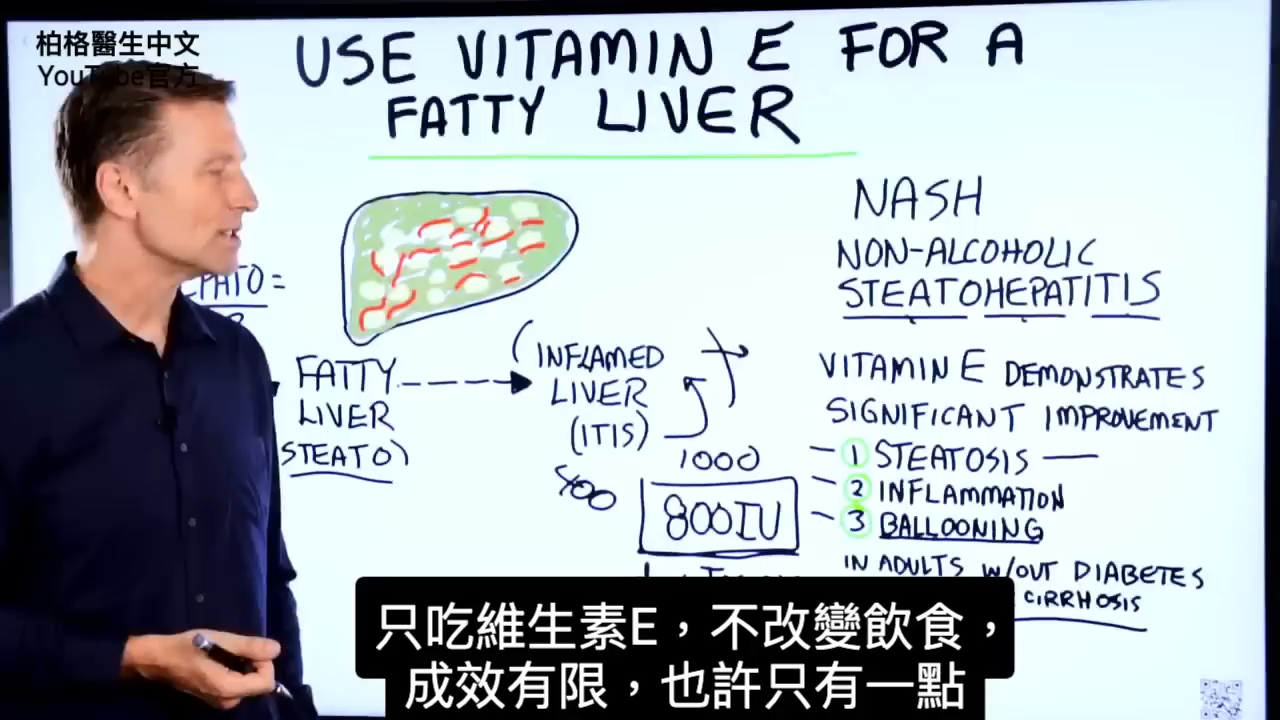 柏格醫生中文
YouTube官方
USE VITAMIN E FOR A
FATTY LIVER
NASH
NON-ALCOHOLIC
STEATOHEPATITIS
FATTY
LIVER
STEATO)
(INFLAMED
LIVER
(ITIS)
1000
400
800IU
VITAMIN E DEMONSTRATES
SIGNIFICANT IMPROVEMENT
1 STEATOSIS
2 INFLAMMATION
3 BALLOONING
IN ADULTS W/OUT DIABETES
CIRRHOSIS
只吃維生素E，不改變飲食，
成效有限，也許只有一點